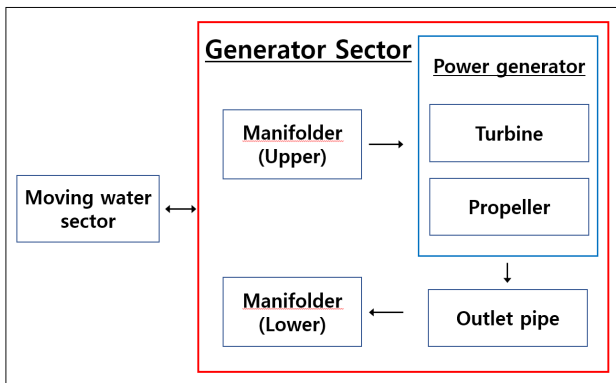 Generator Sector
Power generator
Manifolder
(Upper)
Turbine
Moving water
sector
Propeller
Manifolder
(Lower)
Outlet pipe